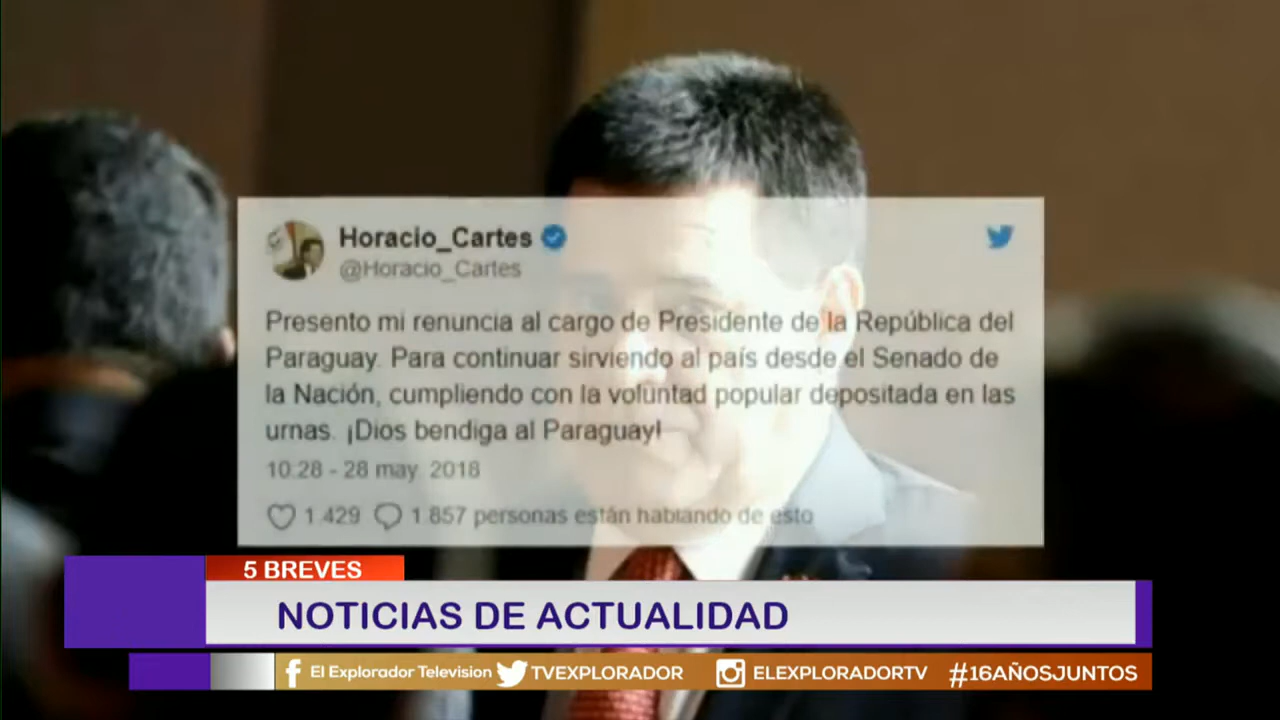 Horacio_Cartes
@Horacio_Cartes
Presento mi renuncia al cargo de Presidente de la República del
Paraguay. Para continuar sirviendo al país desde el Senado de
la Nación, cumpliendo con la voluntad popular depositada en las
urnas. ¡Dios bendiga al Paraguay!
10:28 - 28 may. 2018
1.429 1.857 personas están hablando de esto
5 BREVES
NOTICIAS DE ACTUALIDAD
El Explorador Television TVEXPLORADOR ELEXPLORADORTV #16AÑOSJUNTOS